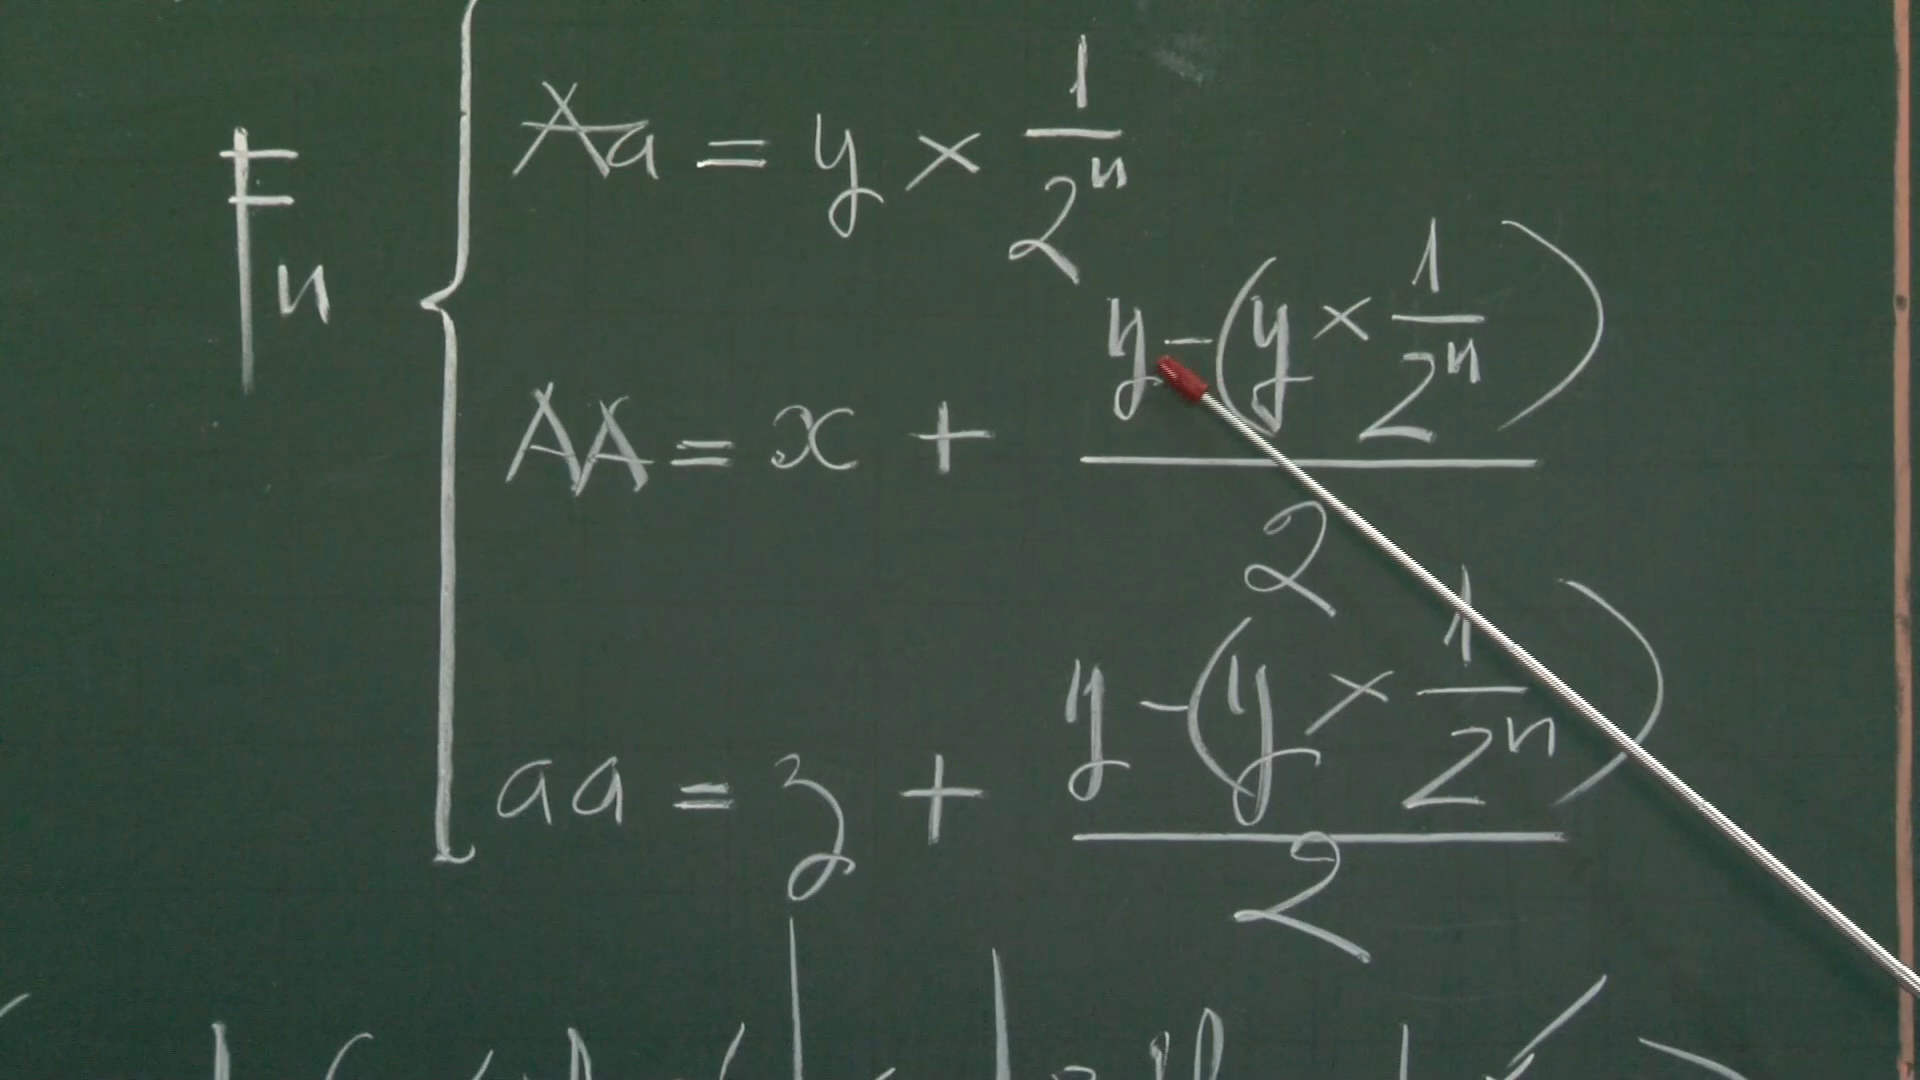 Fn { Aa = y × 1/2ⁿ
AA = x + (y - (y × 1/2ⁿ))/2
aa = z + (y - (y × 1/2ⁿ))/2